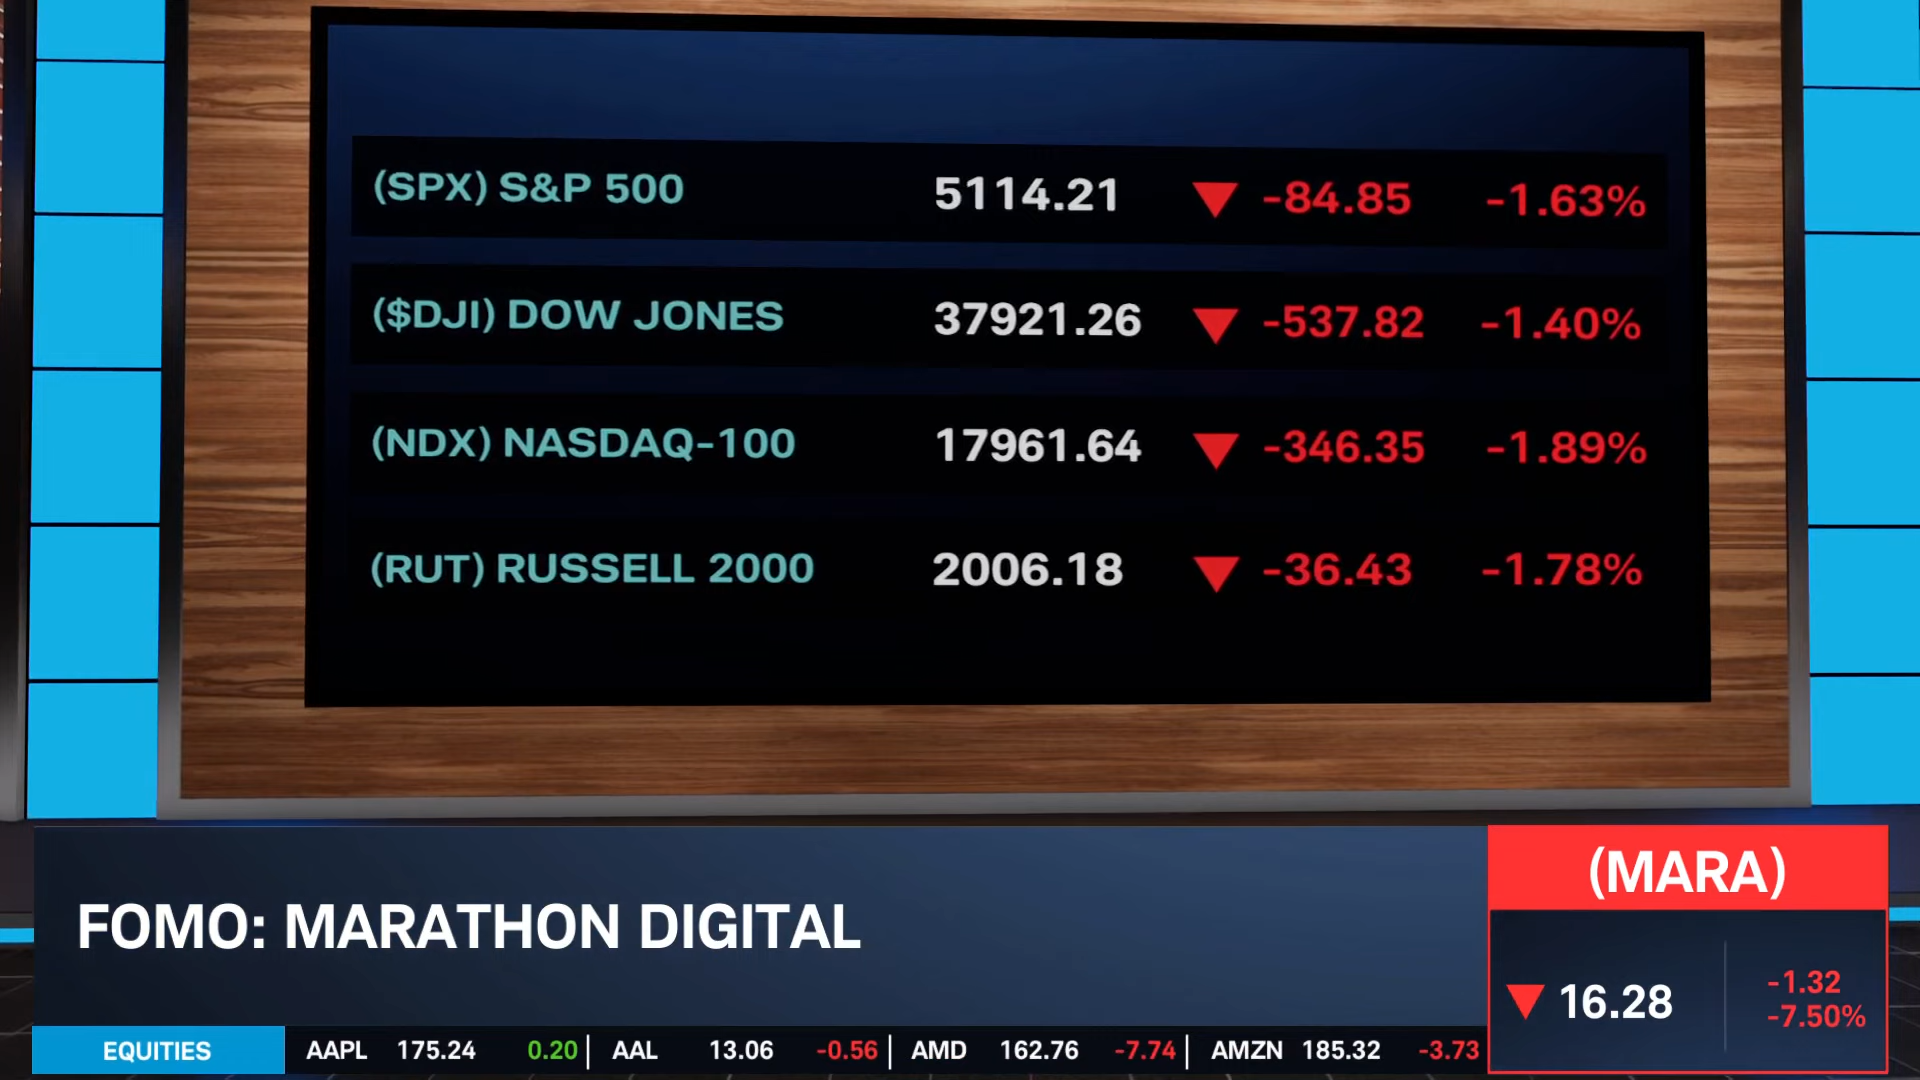 (SPX) S&P 500 5114.21 ▼ -84.85 -1.63%
($DJI) DOW JONES 37921.26 ▼ -537.82 -1.40%
(NDX) NASDAQ-100 17961.64 ▼ -346.35 -1.89%
(RUT) RUSSELL 2000 2006.18 ▼ -36.43 -1.78%
FOMO: MARATHON DIGITAL
(MARA)
▼ 16.28
-1.32
-7.50%
EQUITIES AAPL 175.24 0.20 | AAL 13.06 -0.56 | AMD 162.76 -7.74 | AMZN 185.32 -3.73